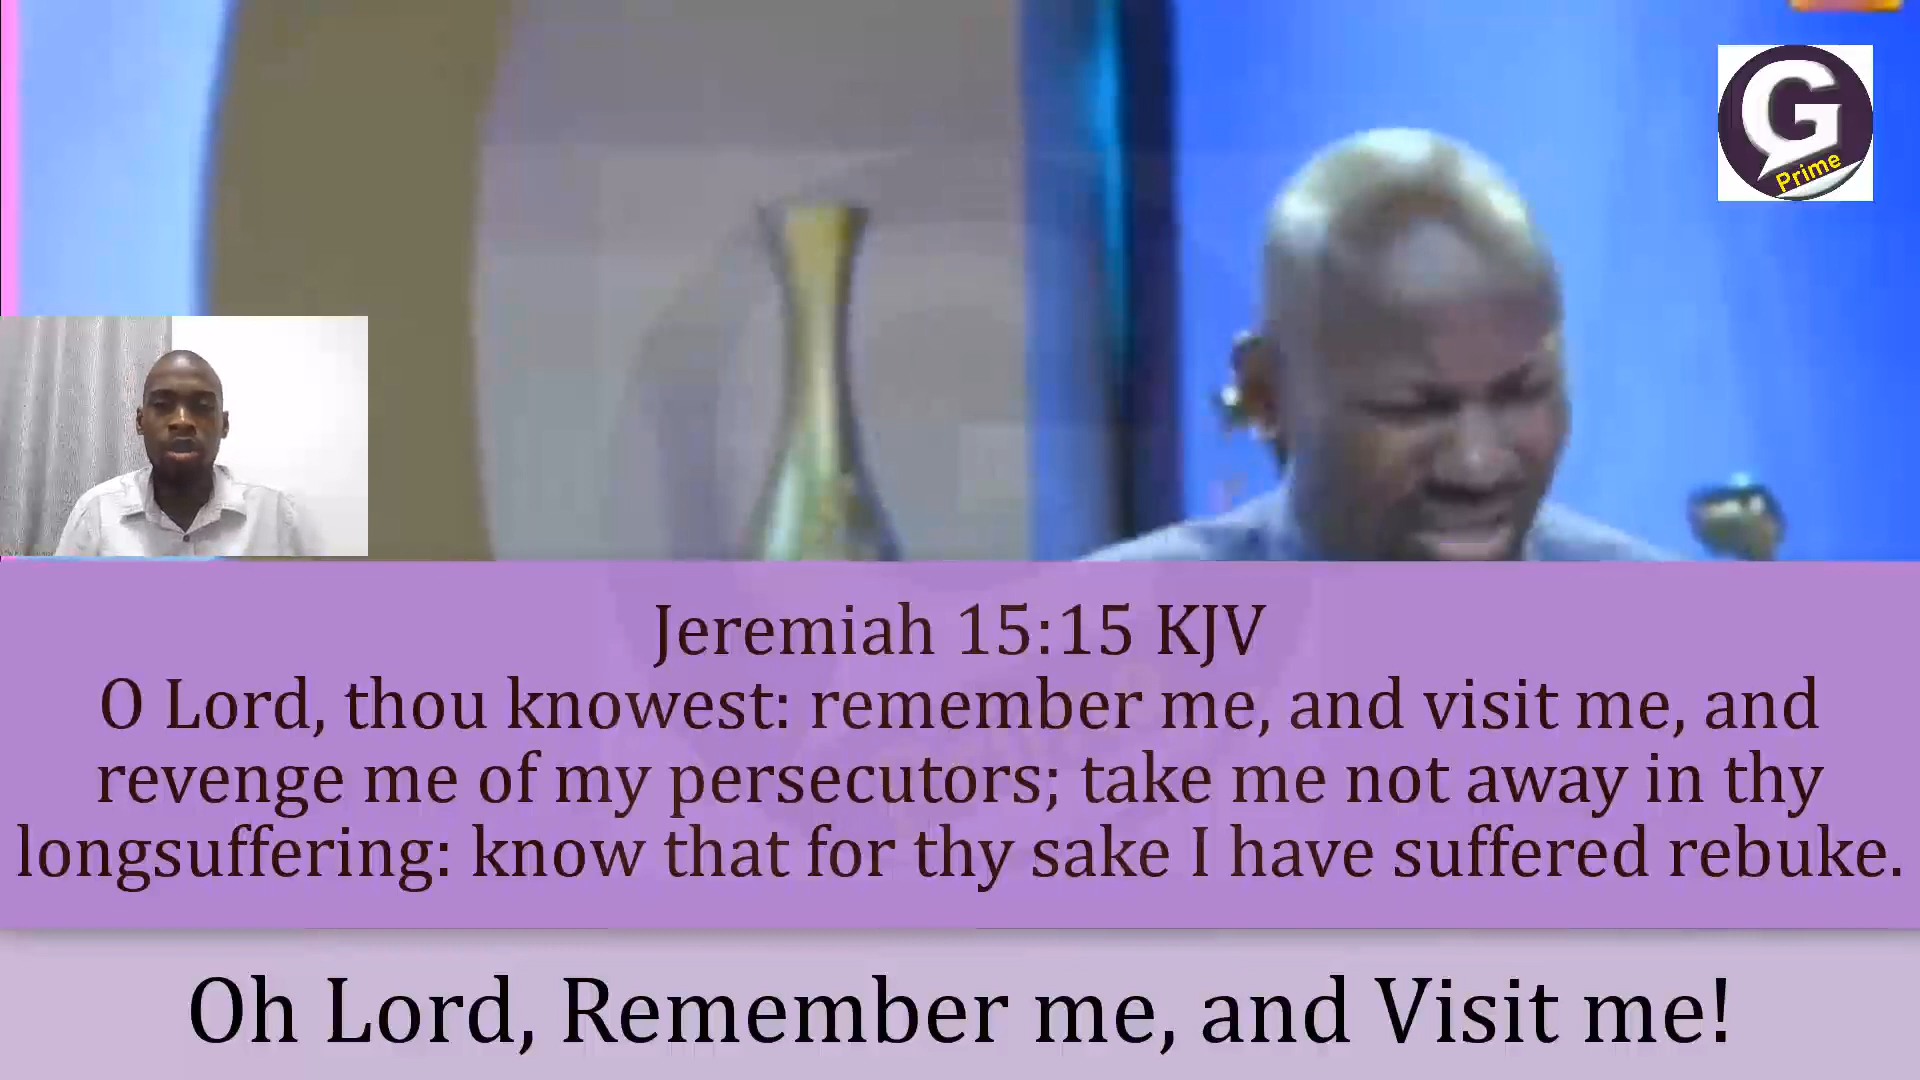 G
Prime
Jeremiah 15:15 KJV
O Lord, thou knowest: remember me, and visit me, and
revenge me of my persecutors; take me not away in thy
longsuffering: know that for thy sake I have suffered rebuke.
Oh Lord, Remember me, and Visit me!